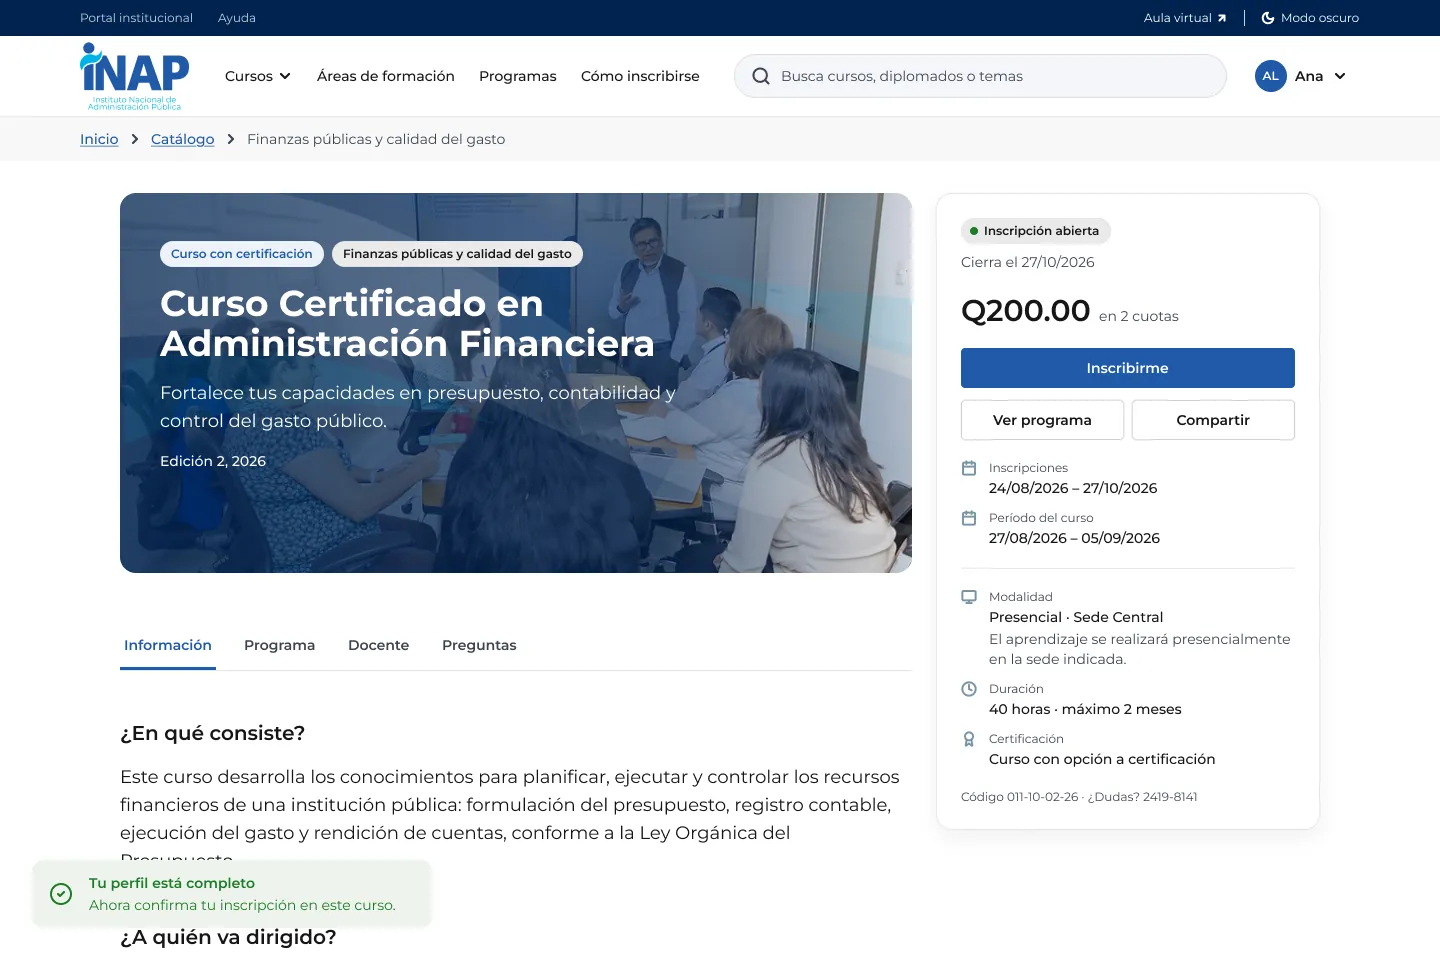 Portal institucional
Ayuda
Aula virtual
Modo oscuro
iNAP
Instituto Nacional de
Administración Pública
Cursos
Áreas de formación
Programas
Cómo inscribirse
Busca cursos, diplomados o temas
AL
Ana
Inicio
Catálogo
Finanzas públicas y calidad del gasto
Curso con certificación
Finanzas públicas y calidad del gasto
Curso Certificado en
Administración Financiera
Fortalece tus capacidades en presupuesto, contabilidad y
control del gasto público.
Edición 2, 2026
Inscripción abierta
Cierra el 27/10/2026
Q200.00 en 2 cuotas
Inscribirme
Ver programa
Compartir
Inscripciones
24/08/2026 – 27/10/2026
Período del curso
27/08/2026 – 05/09/2026
Modalidad
Presencial · Sede Central
El aprendizaje se realizará presencialmente
en la sede indicada.
Duración
40 horas · máximo 2 meses
Certificación
Curso con opción a certificación
Código 011-10-02-26 · ¿Dudas? 2419-8141
Información
Programa
Docente
Preguntas
¿En qué consiste?
Este curso desarrolla los conocimientos para planificar, ejecutar y controlar los recursos
financieros de una institución pública: formulación del presupuesto, registro contable,
ejecución del gasto y rendición de cuentas, conforme a la Ley Orgánica del
Presupuesto.
Tu perfil está completo
Ahora confirma tu inscripción en este curso.
¿A quién va dirigido?